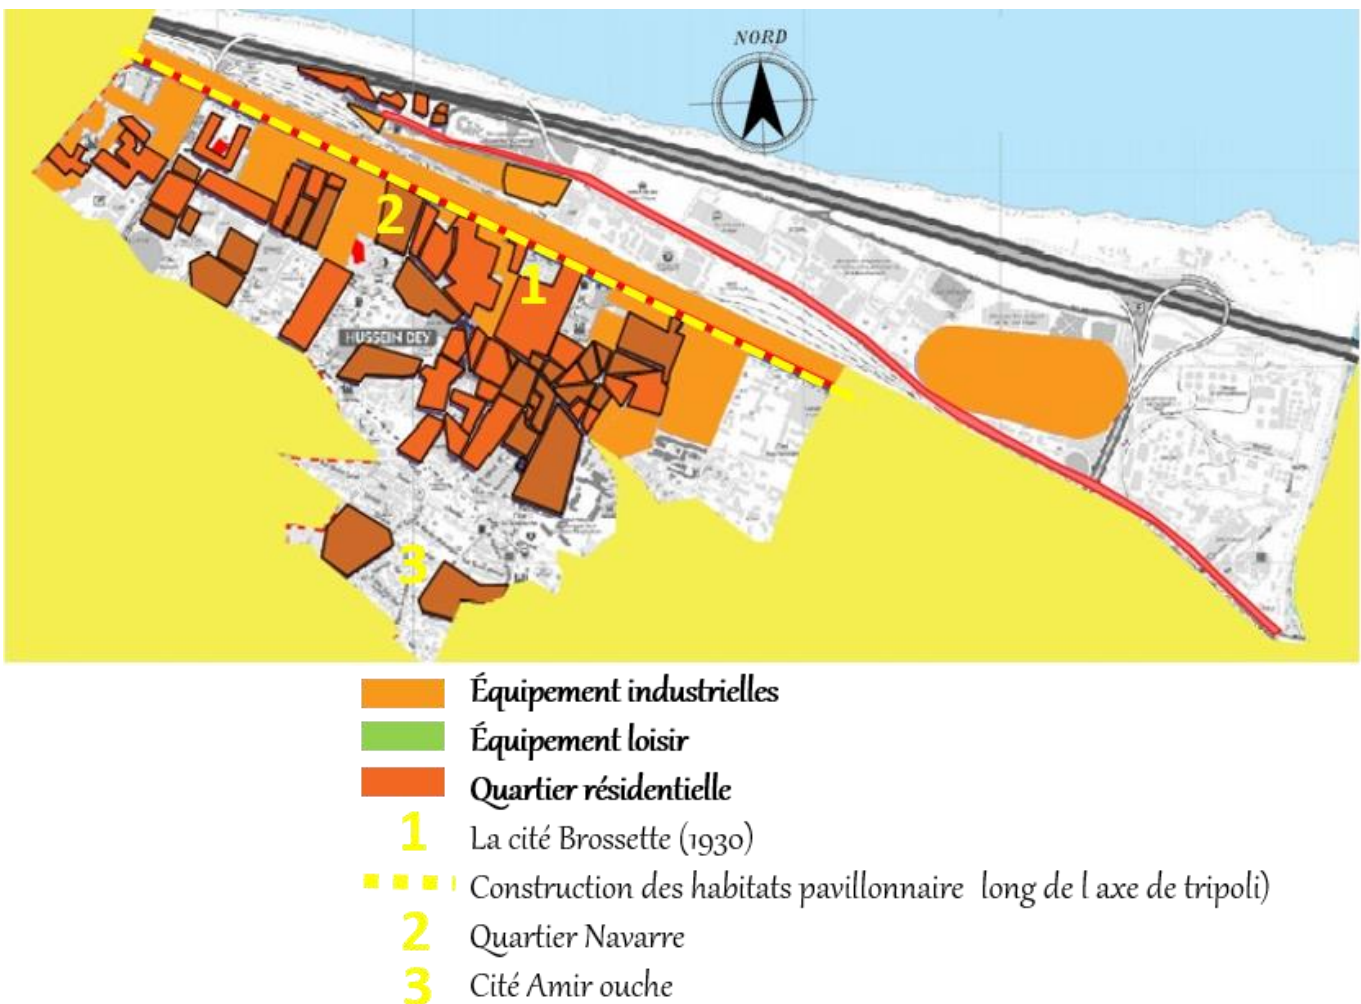 NORD
2
1
HUSSEIN DEY
3
Équipement industrielles
Équipement loisir
Quartier résidentielle
1 La cité Brossette (1930)
Construction des habitats pavillonnaire long de l axe de tripoli)
2 Quartier Navarre
3 Cité Amir ouche